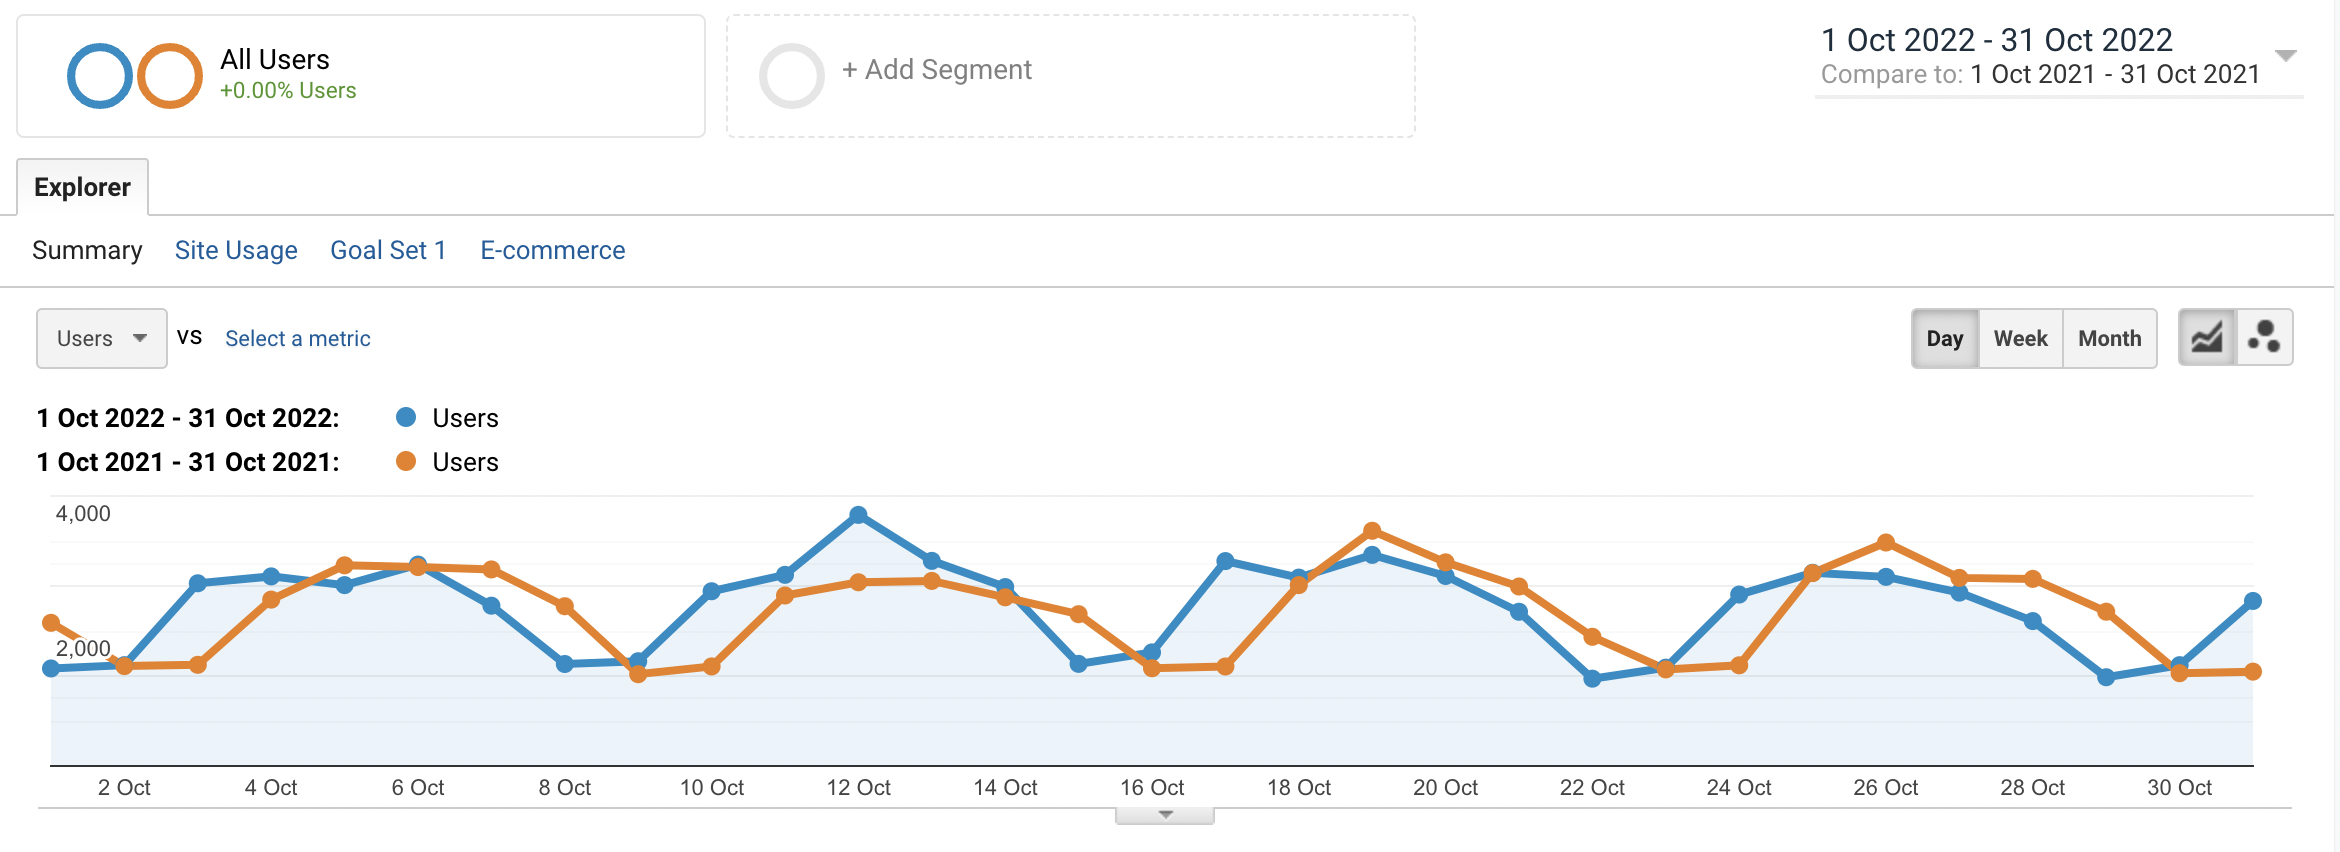 All Users
+0.00% Users
+ Add Segment
1 Oct 2022 - 31 Oct 2022
Compare to: 1 Oct 2021 - 31 Oct 2021
Explorer
Summary Site Usage Goal Set 1 E-commerce
Users VS Select a metric
Day Week Month
1 Oct 2022 - 31 Oct 2022: Users
1 Oct 2021 - 31 Oct 2021: Users
4,000
2,000
2 Oct 4 Oct 6 Oct 8 Oct 10 Oct 12 Oct 14 Oct 16 Oct 18 Oct 20 Oct 22 Oct 24 Oct 26 Oct 28 Oct 30 Oct